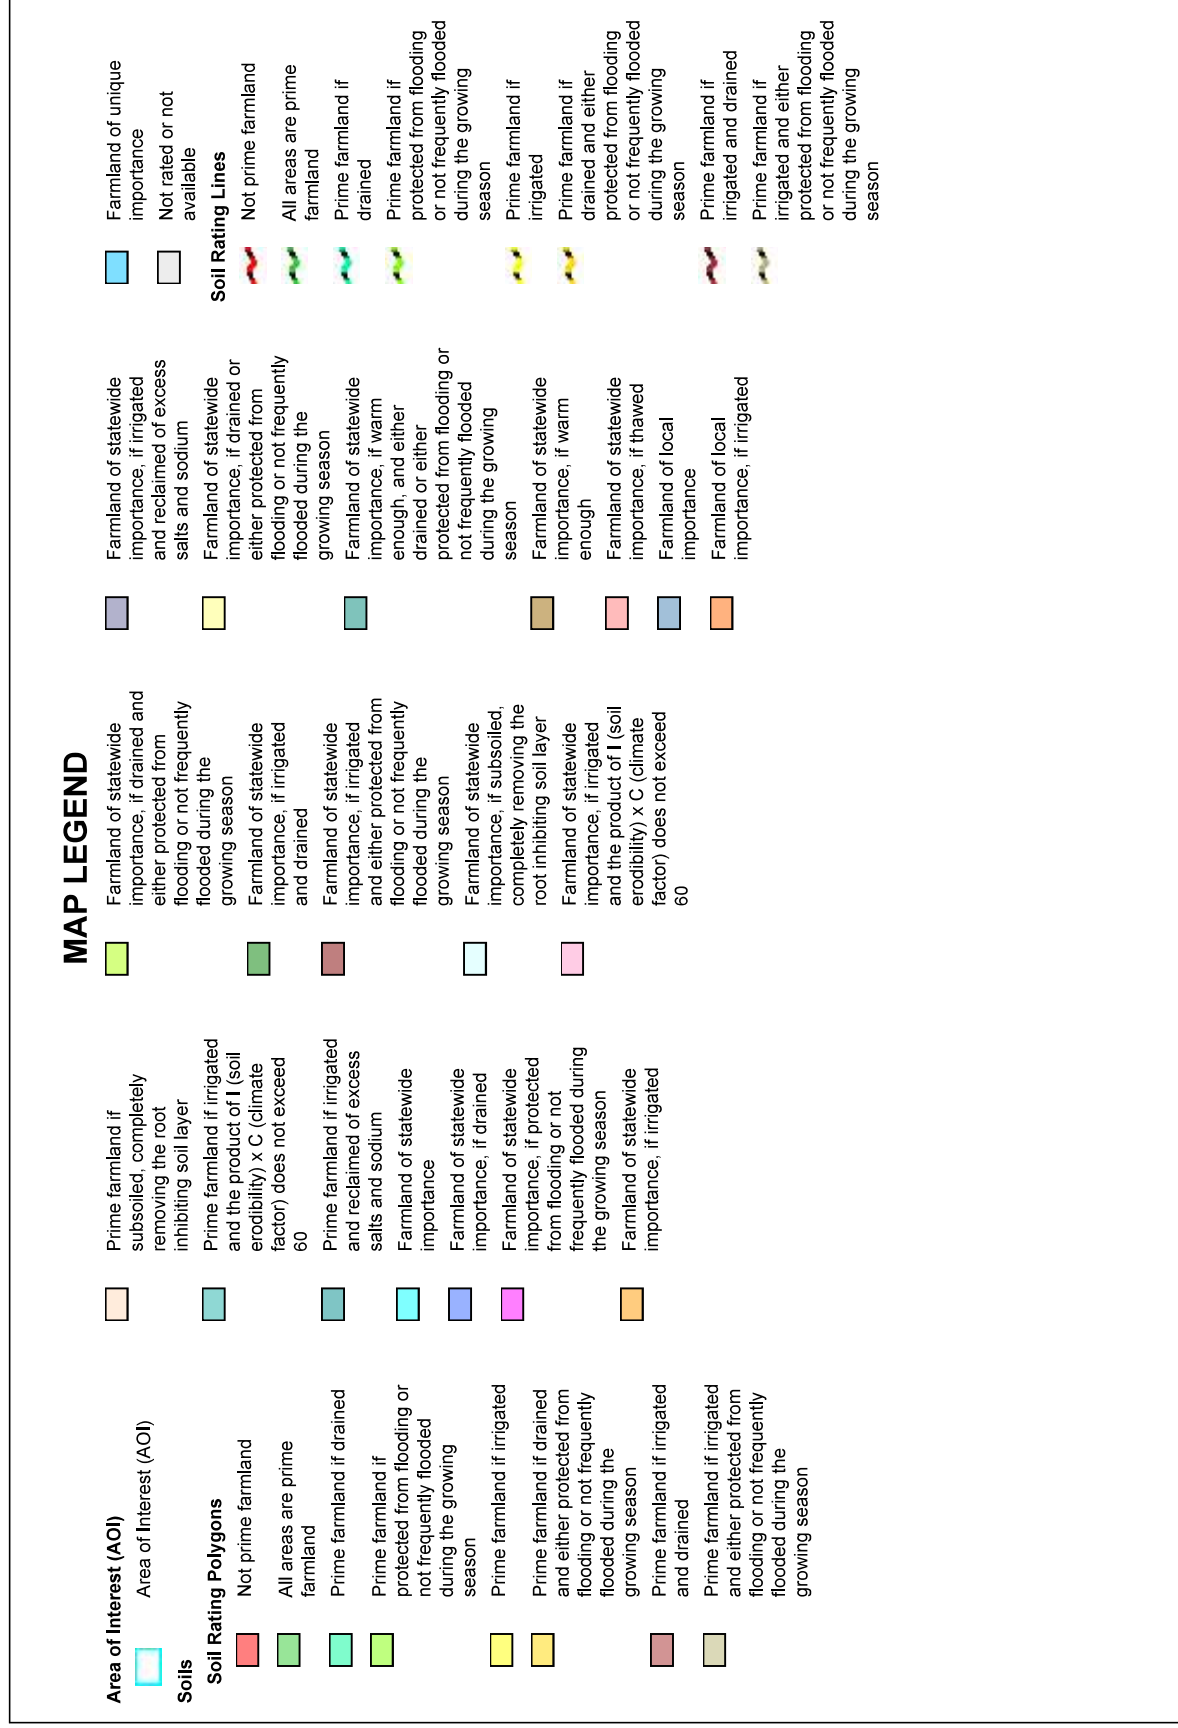 MAP LEGEND
Area of Interest (AOI)
Area of Interest (AOI)
Soils
Soil Rating Polygons
Not prime farmland
All areas are prime
farmland
Prime farmland if drained
Prime farmland if
protected from flooding or
not frequently flooded
during the growing
season
Prime farmland if irrigated
Prime farmland if drained
and either protected from
flooding or not frequently
flooded during the
growing season
Prime farmland if irrigated
and drained
Prime farmland if irrigated
and either protected from
flooding or not frequently
flooded during the
growing season
Prime farmland if
subsoiled, completely
removing the root
inhibiting soil layer
Prime farmland if irrigated
and the product of I (soil
erodibility) x C (climate
factor) does not exceed
60
Prime farmland if irrigated
and reclaimed of excess
salts and sodium
Farmland of statewide
importance
Farmland of statewide
importance, if drained
Farmland of statewide
importance, if protected
from flooding or not
frequently flooded during
the growing season
Farmland of statewide
importance, if irrigated
Farmland of statewide
importance, if drained and
either protected from
flooding or not frequently
flooded during the
growing season
Farmland of statewide
importance, if irrigated
and drained
Farmland of statewide
importance, if irrigated
and either protected from
flooding or not frequently
flooded during the
growing season
Farmland of statewide
importance, if subsoiled,
completely removing the
root inhibiting soil layer
Farmland of statewide
importance, if irrigated
and the product of I (soil
erodibility) x C (climate
factor) does not exceed
60
Farmland of statewide
importance, if irrigated
and reclaimed of excess
salts and sodium
Farmland of statewide
importance, if drained or
either protected from
flooding or not frequently
flooded during the
growing season
Farmland of statewide
importance, if warm
enough, and either
drained or either
protected from flooding or
not frequently flooded
during the growing
season
Farmland of statewide
importance, if warm
enough
Farmland of statewide
importance, if thawed
Farmland of local
importance
Farmland of local
importance, if irrigated
Farmland of unique
importance
Not rated or not
available
Soil Rating Lines
Not prime farmland
All areas are prime
farmland
Prime farmland if
drained
Prime farmland if
protected from flooding
or not frequently flooded
during the growing
season
Prime farmland if
irrigated
Prime farmland if
drained and either
protected from flooding
or not frequently flooded
during the growing
season
Prime farmland if
irrigated and drained
Prime farmland if
irrigated and either
protected from flooding
or not frequently flooded
during the growing
season